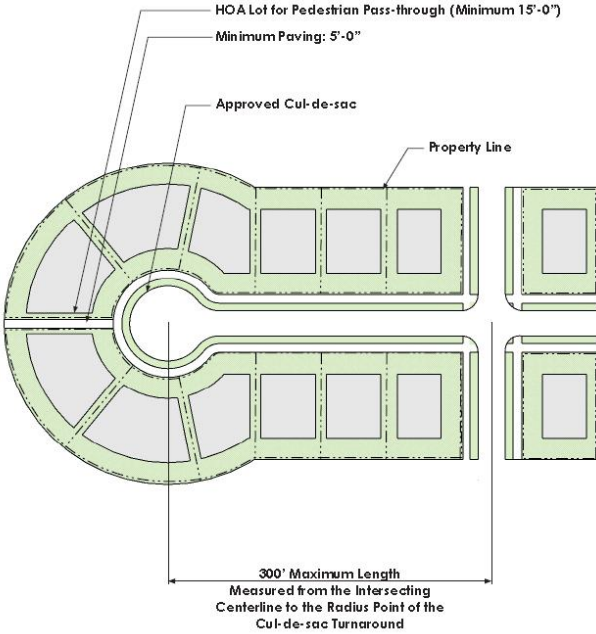 HOA Lot for Pedestrian Pass-through (Minimum 15'-0")
Minimum Paving: 5'-0"
Approved Cul-de-sac
Property Line
300' Maximum Length
Measured from the Intersecting
Centerline to the Radius Point of the
Cul-de-sac Turnaround